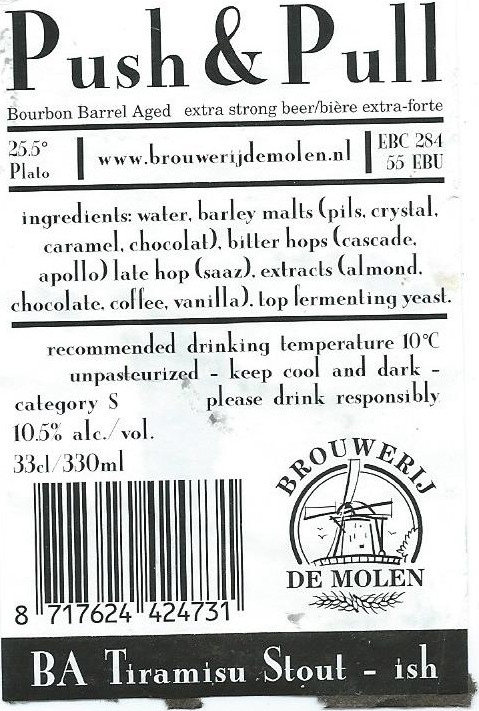 Push & Pull
Bourbon Barrel Aged extra strong beer/bière extra-forte
25.5°
Plato
www.brouwerijdemolen.nl
EBC 284
55 EBU
ingredients: water, barley malts (pils, crystal,
caramel, chocolat), bitter hops (cascade,
apollo) late hop (saaz), extracts (almond,
chocolate, coffee, vanilla), top fermenting yeast.
recommended drinking temperature 10°C
unpasteurized - keep cool and dark -
please drink responsibly
category S
10.5% alc./vol.
33cl/330ml
8 717624 424731
BROUWERIJ
DE MOLEN
BA Tiramisu Stout - ish